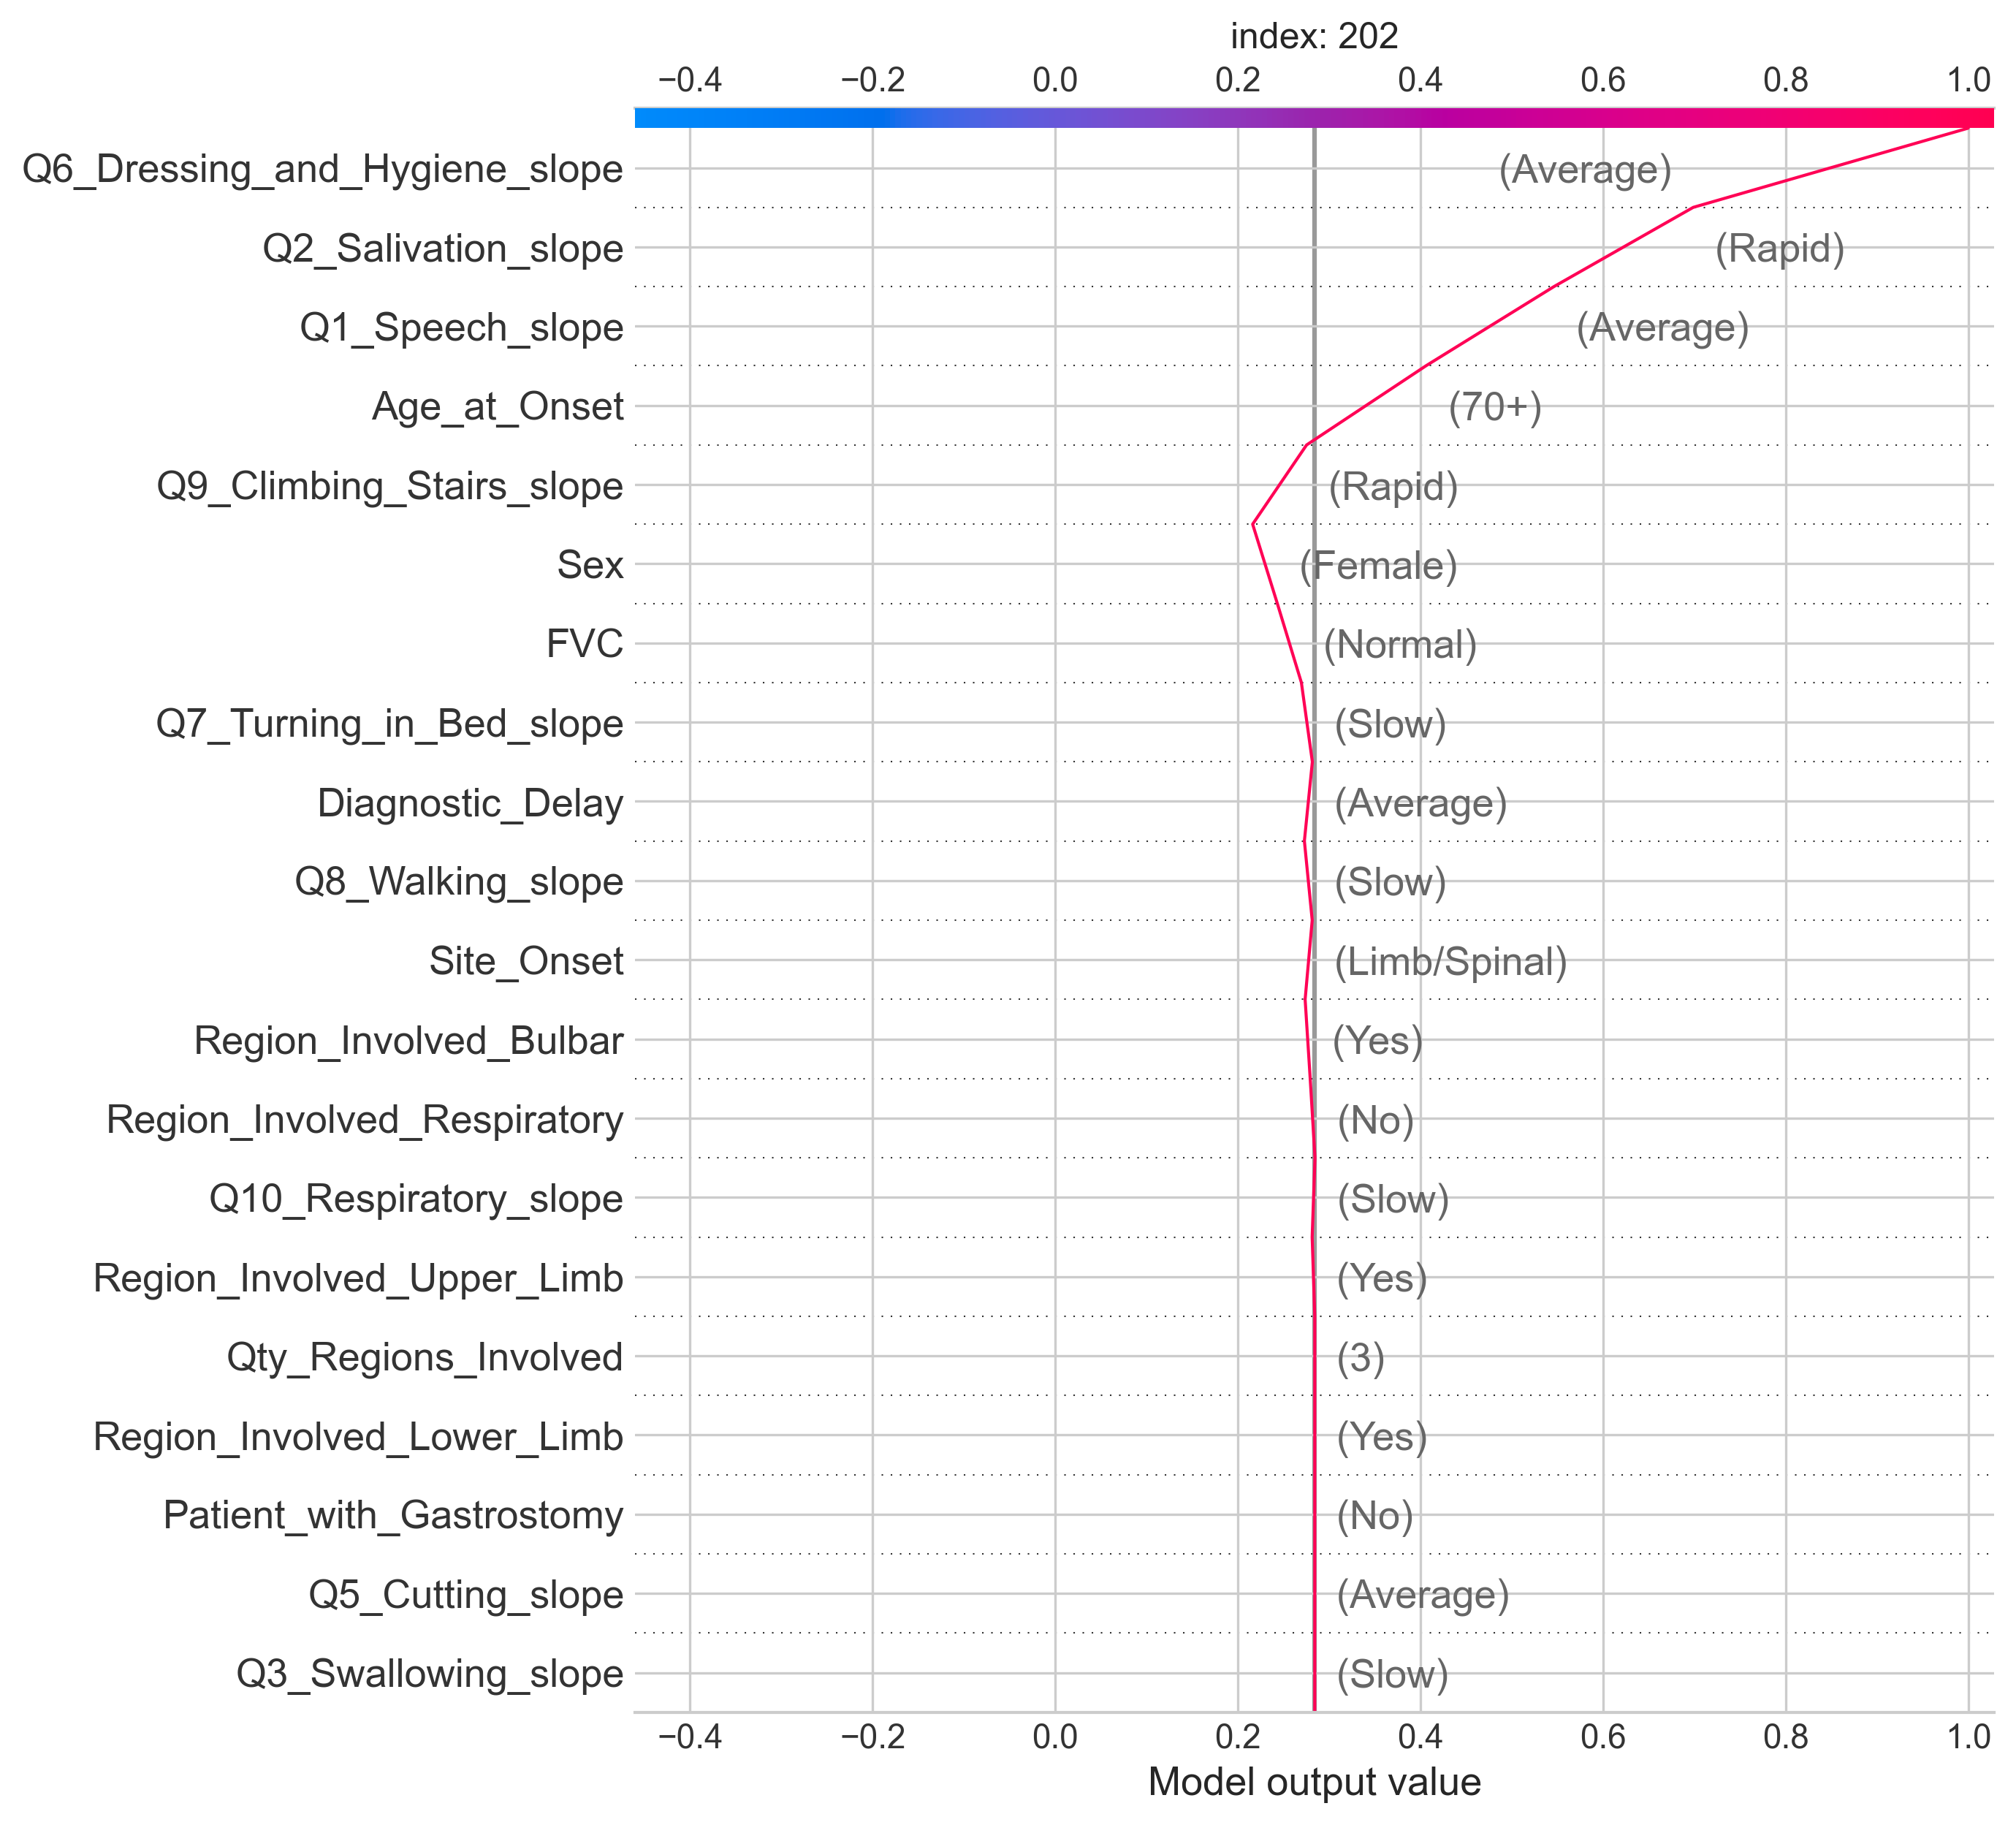 index: 202
−0.4 −0.2 0.0 0.2 0.4 0.6 0.8 1.0
Q6_Dressing_and_Hygiene_slope (Average)
Q2_Salivation_slope (Rapid)
Q1_Speech_slope (Average)
Age_at_Onset (70+)
Q9_Climbing_Stairs_slope (Rapid)
Sex (Female)
FVC (Normal)
Q7_Turning_in_Bed_slope (Slow)
Diagnostic_Delay (Average)
Q8_Walking_slope (Slow)
Site_Onset (Limb/Spinal)
Region_Involved_Bulbar (Yes)
Region_Involved_Respiratory (No)
Q10_Respiratory_slope (Slow)
Region_Involved_Upper_Limb (Yes)
Qty_Regions_Involved (3)
Region_Involved_Lower_Limb (Yes)
Patient_with_Gastrostomy (No)
Q5_Cutting_slope (Average)
Q3_Swallowing_slope (Slow)
−0.4 −0.2 0.0 0.2 0.4 0.6 0.8 1.0
Model output value